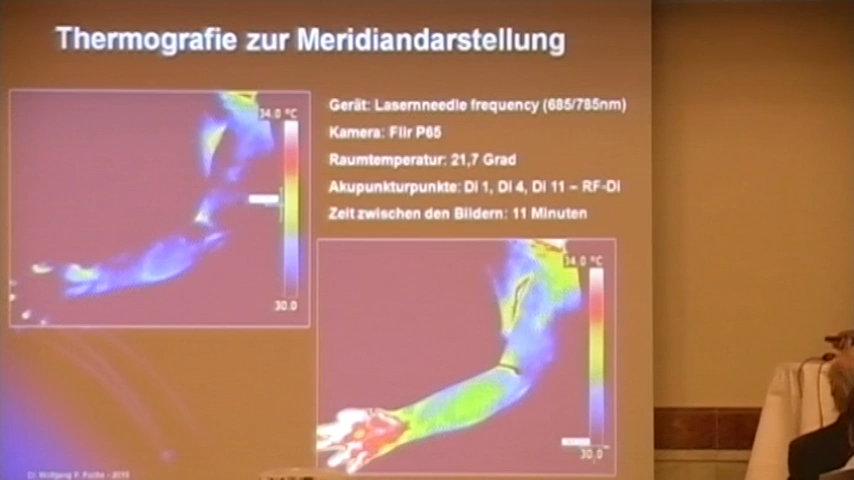 Thermografie zur Meridiandarstellung
34.0 °C
30.0
Gerät: Lasernneedle frequency (685/785nm)
Kamera: Flir P65
Raumtemperatur: 21,7 Grad
Akupunkturpunkte: Di 1, Di 4, Di 11 – RF-Di
Zeit zwischen den Bildern: 11 Minuten
34.0 °C
30.0